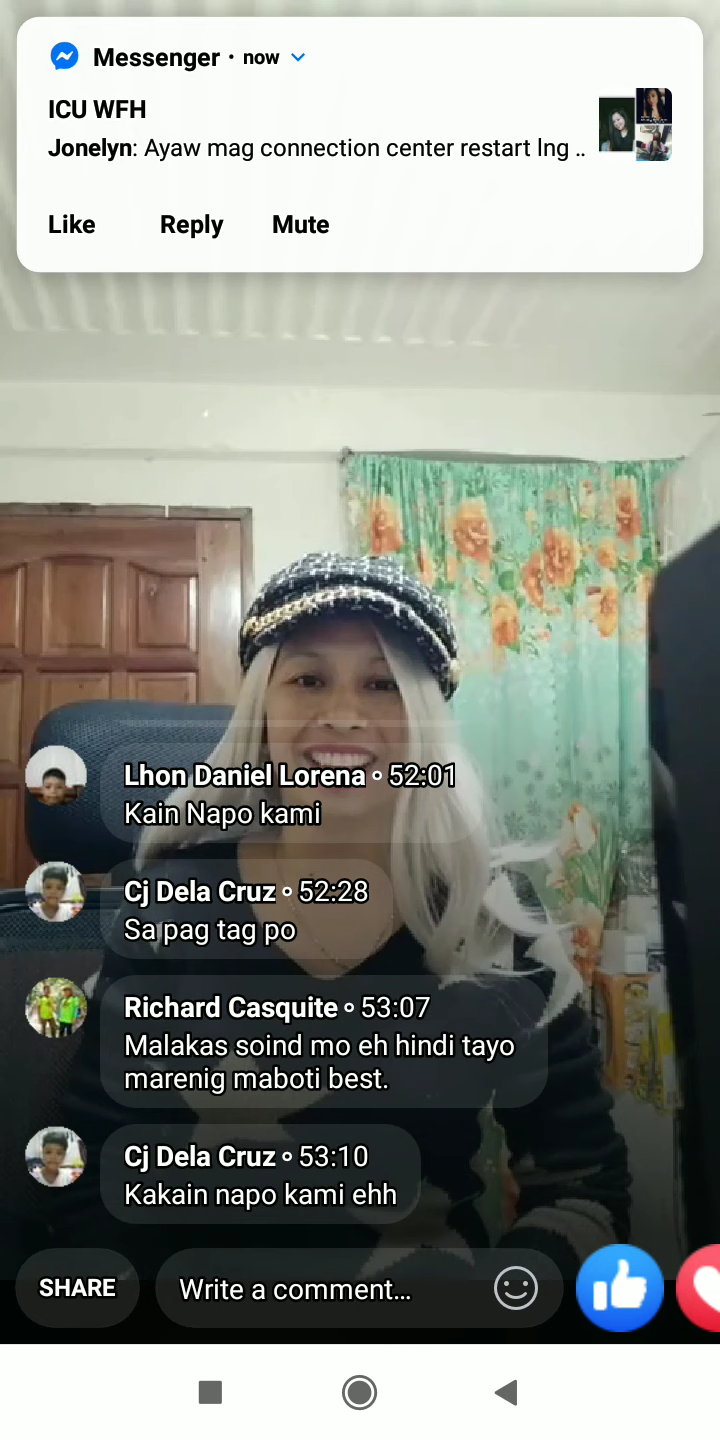 Messenger · now
ICU WFH
Jonelyn: Ayaw mag connection center restart lng ..
Like Reply Mute
Lhon Daniel Lorena 52:01
Kain Napo kami
Cj Dela Cruz 52:28
Sa pag tag po
Richard Casquite 53:07
Malakas soind mo eh hindi tayo
marenig maboti best.
Cj Dela Cruz 53:10
Kakain napo kami ehh
SHARE Write a comment...